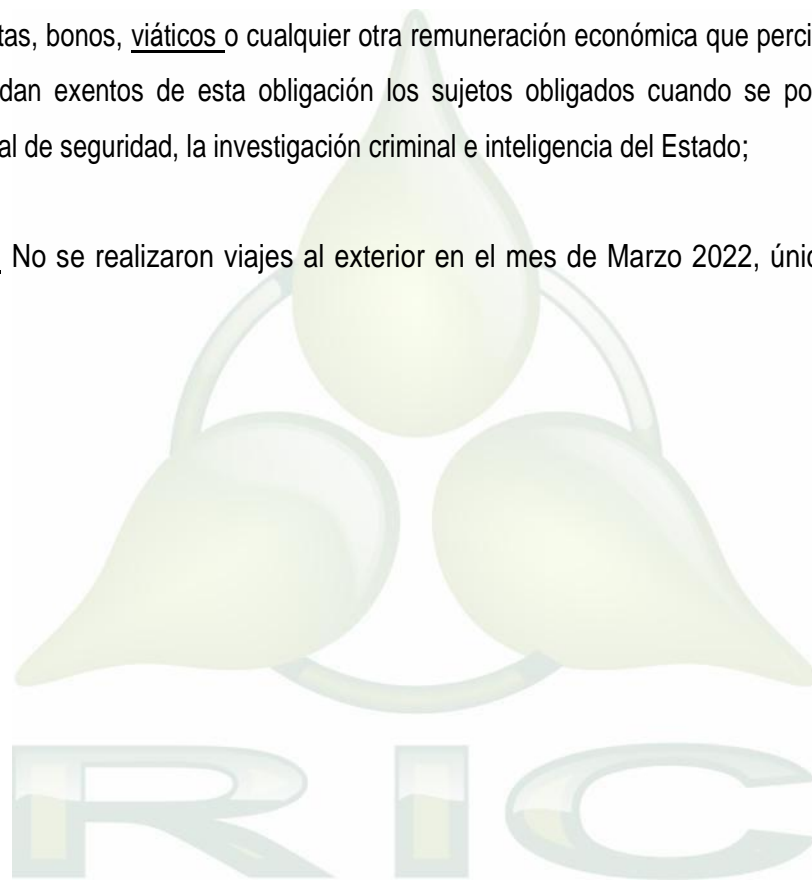 tas, bonos, viáticos o cualquier otra remuneración económica que perci
dan exentos de esta obligación los sujetos obligados cuando se po
al de seguridad, la investigación criminal e inteligencia del Estado;
No se realizaron viajes al exterior en el mes de Marzo 2022, únic
RIC